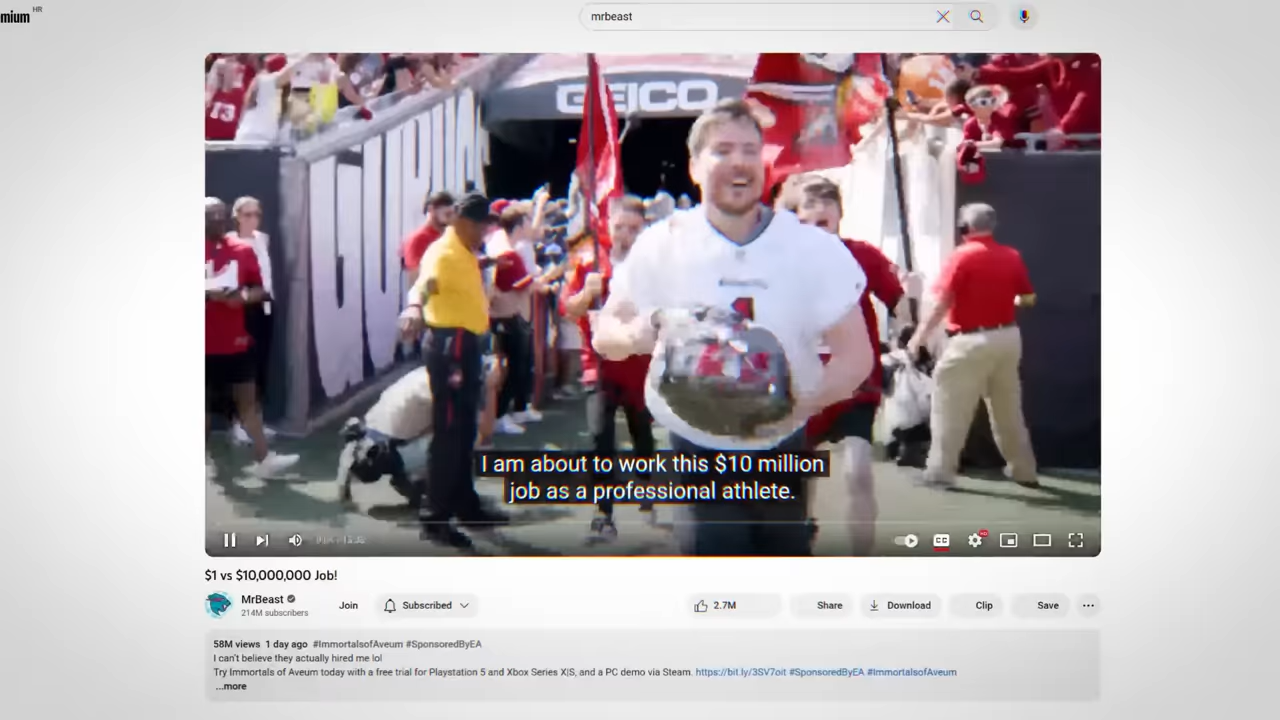 mium HR
mrbeast
GEICO
I am about to work this $10 million
job as a professional athlete.
$1 vs $10,000,000 Job!
MrBeast
214M subscribers
Join
Subscribed
2.7M
Share
Download
Clip
Save
58M views 1 day ago #ImmortalsofAveum #SponsoredByEA
I can't believe they actually hired me lol
Try Immortals of Aveum today with a free trial for Playstation 5 and Xbox Series X|S, and a PC demo via Steam. https://bit.ly/3SV7oit #SponsoredByEA #ImmortalsofAveum
...more